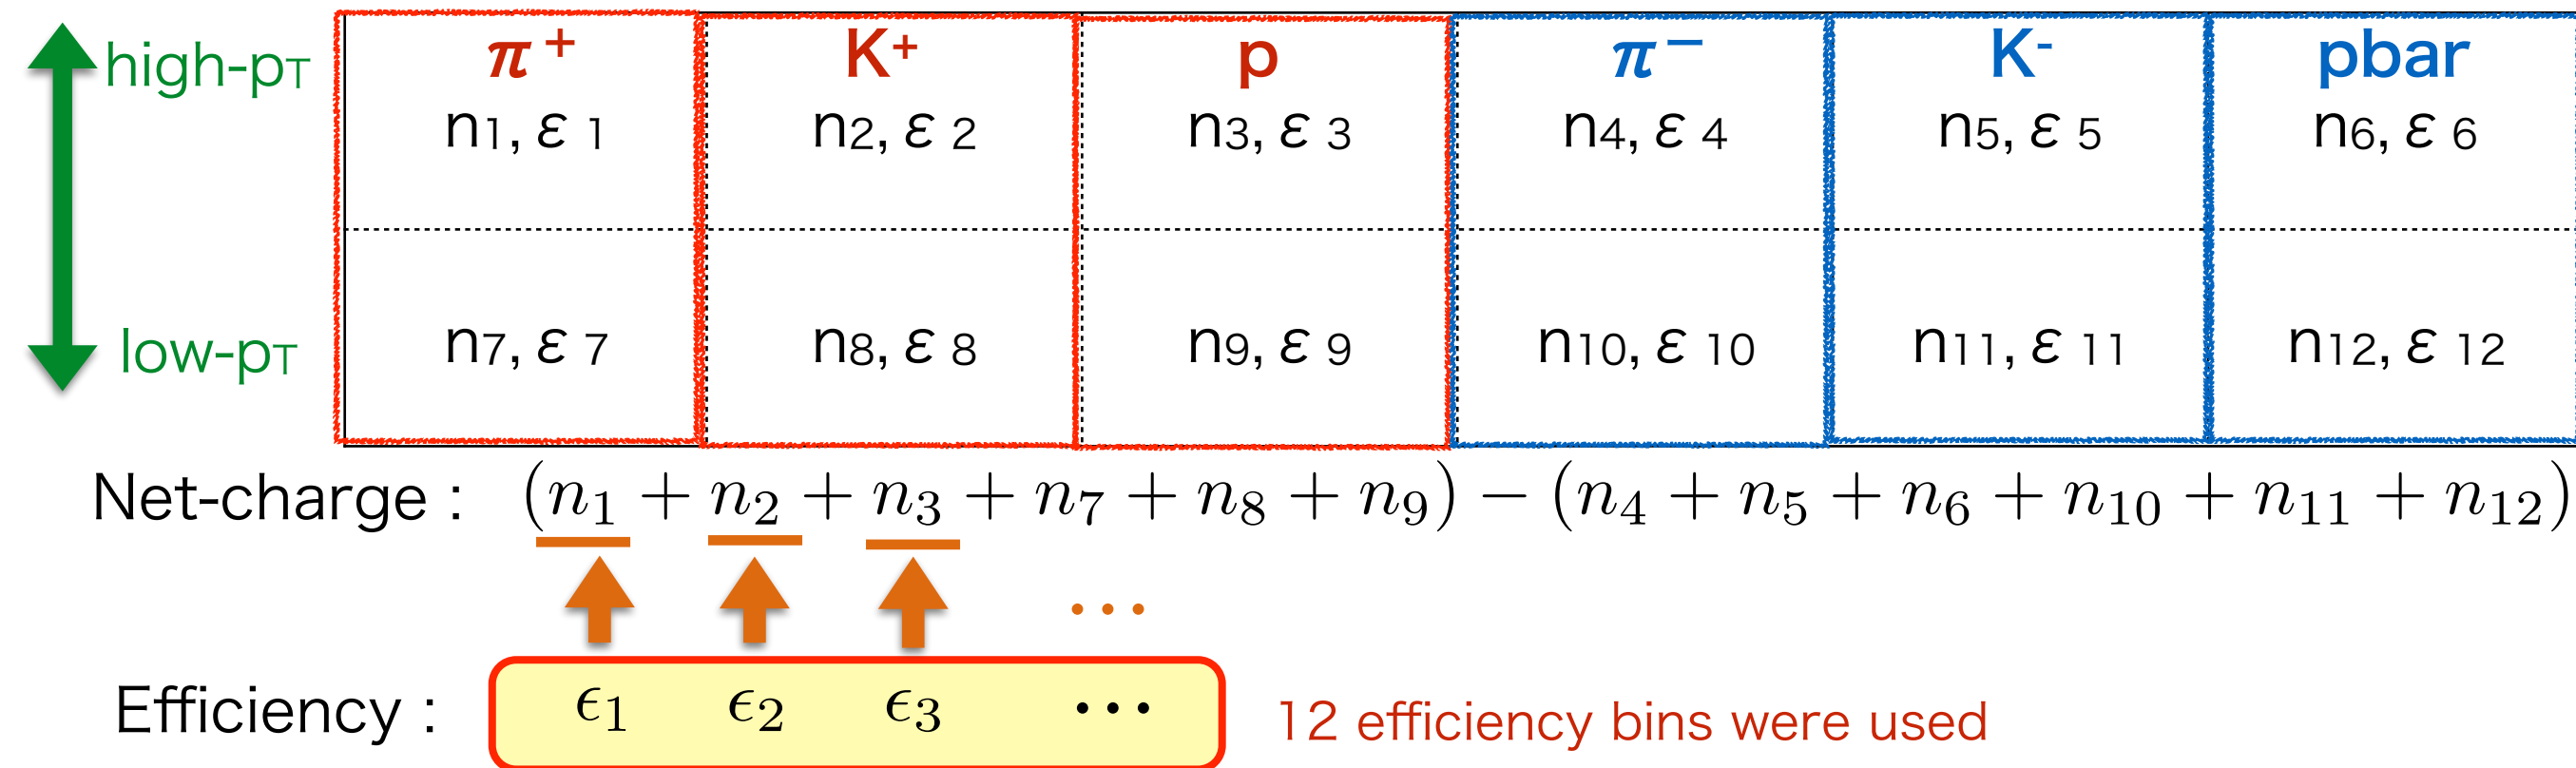 π+ K+ p π− K- pbar
high-pT
n1, ε 1 n2, ε 2 n3, ε 3 n4, ε 4 n5, ε 5 n6, ε 6
low-pT n7, ε 7 n8, ε 8 n9, ε 9 n10, ε 10 n11, ε 11 n12, ε 12
Net-charge : (n1 + n2 + n3 + n7 + n8 + n9) − (n4 + n5 + n6 + n10 + n11 + n12)
...
Efficiency : ϵ1 ϵ2 ϵ3 ... 12 efficiency bins were used